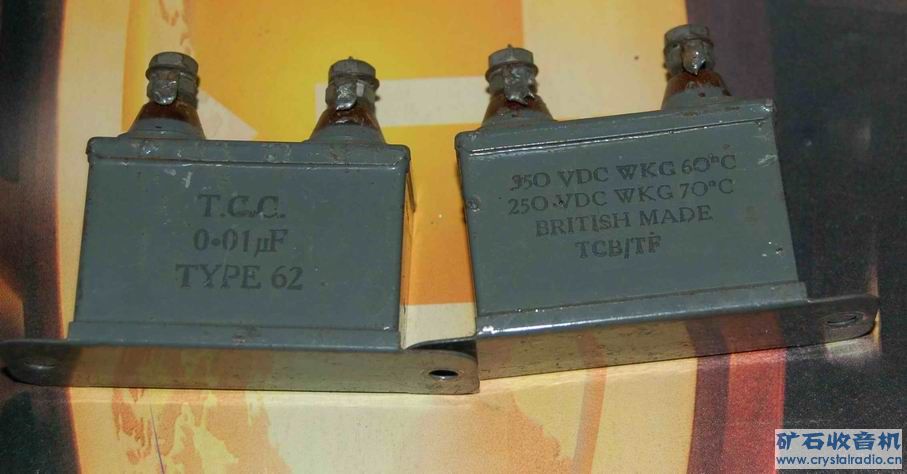 T.C.C.
0·01µF
TYPE 62
350 VDC WKG 60°C
250 VDC WKG 70°C
BRITISH MADE
TCB/TF
矿石收音机
www.crystalradio.cn